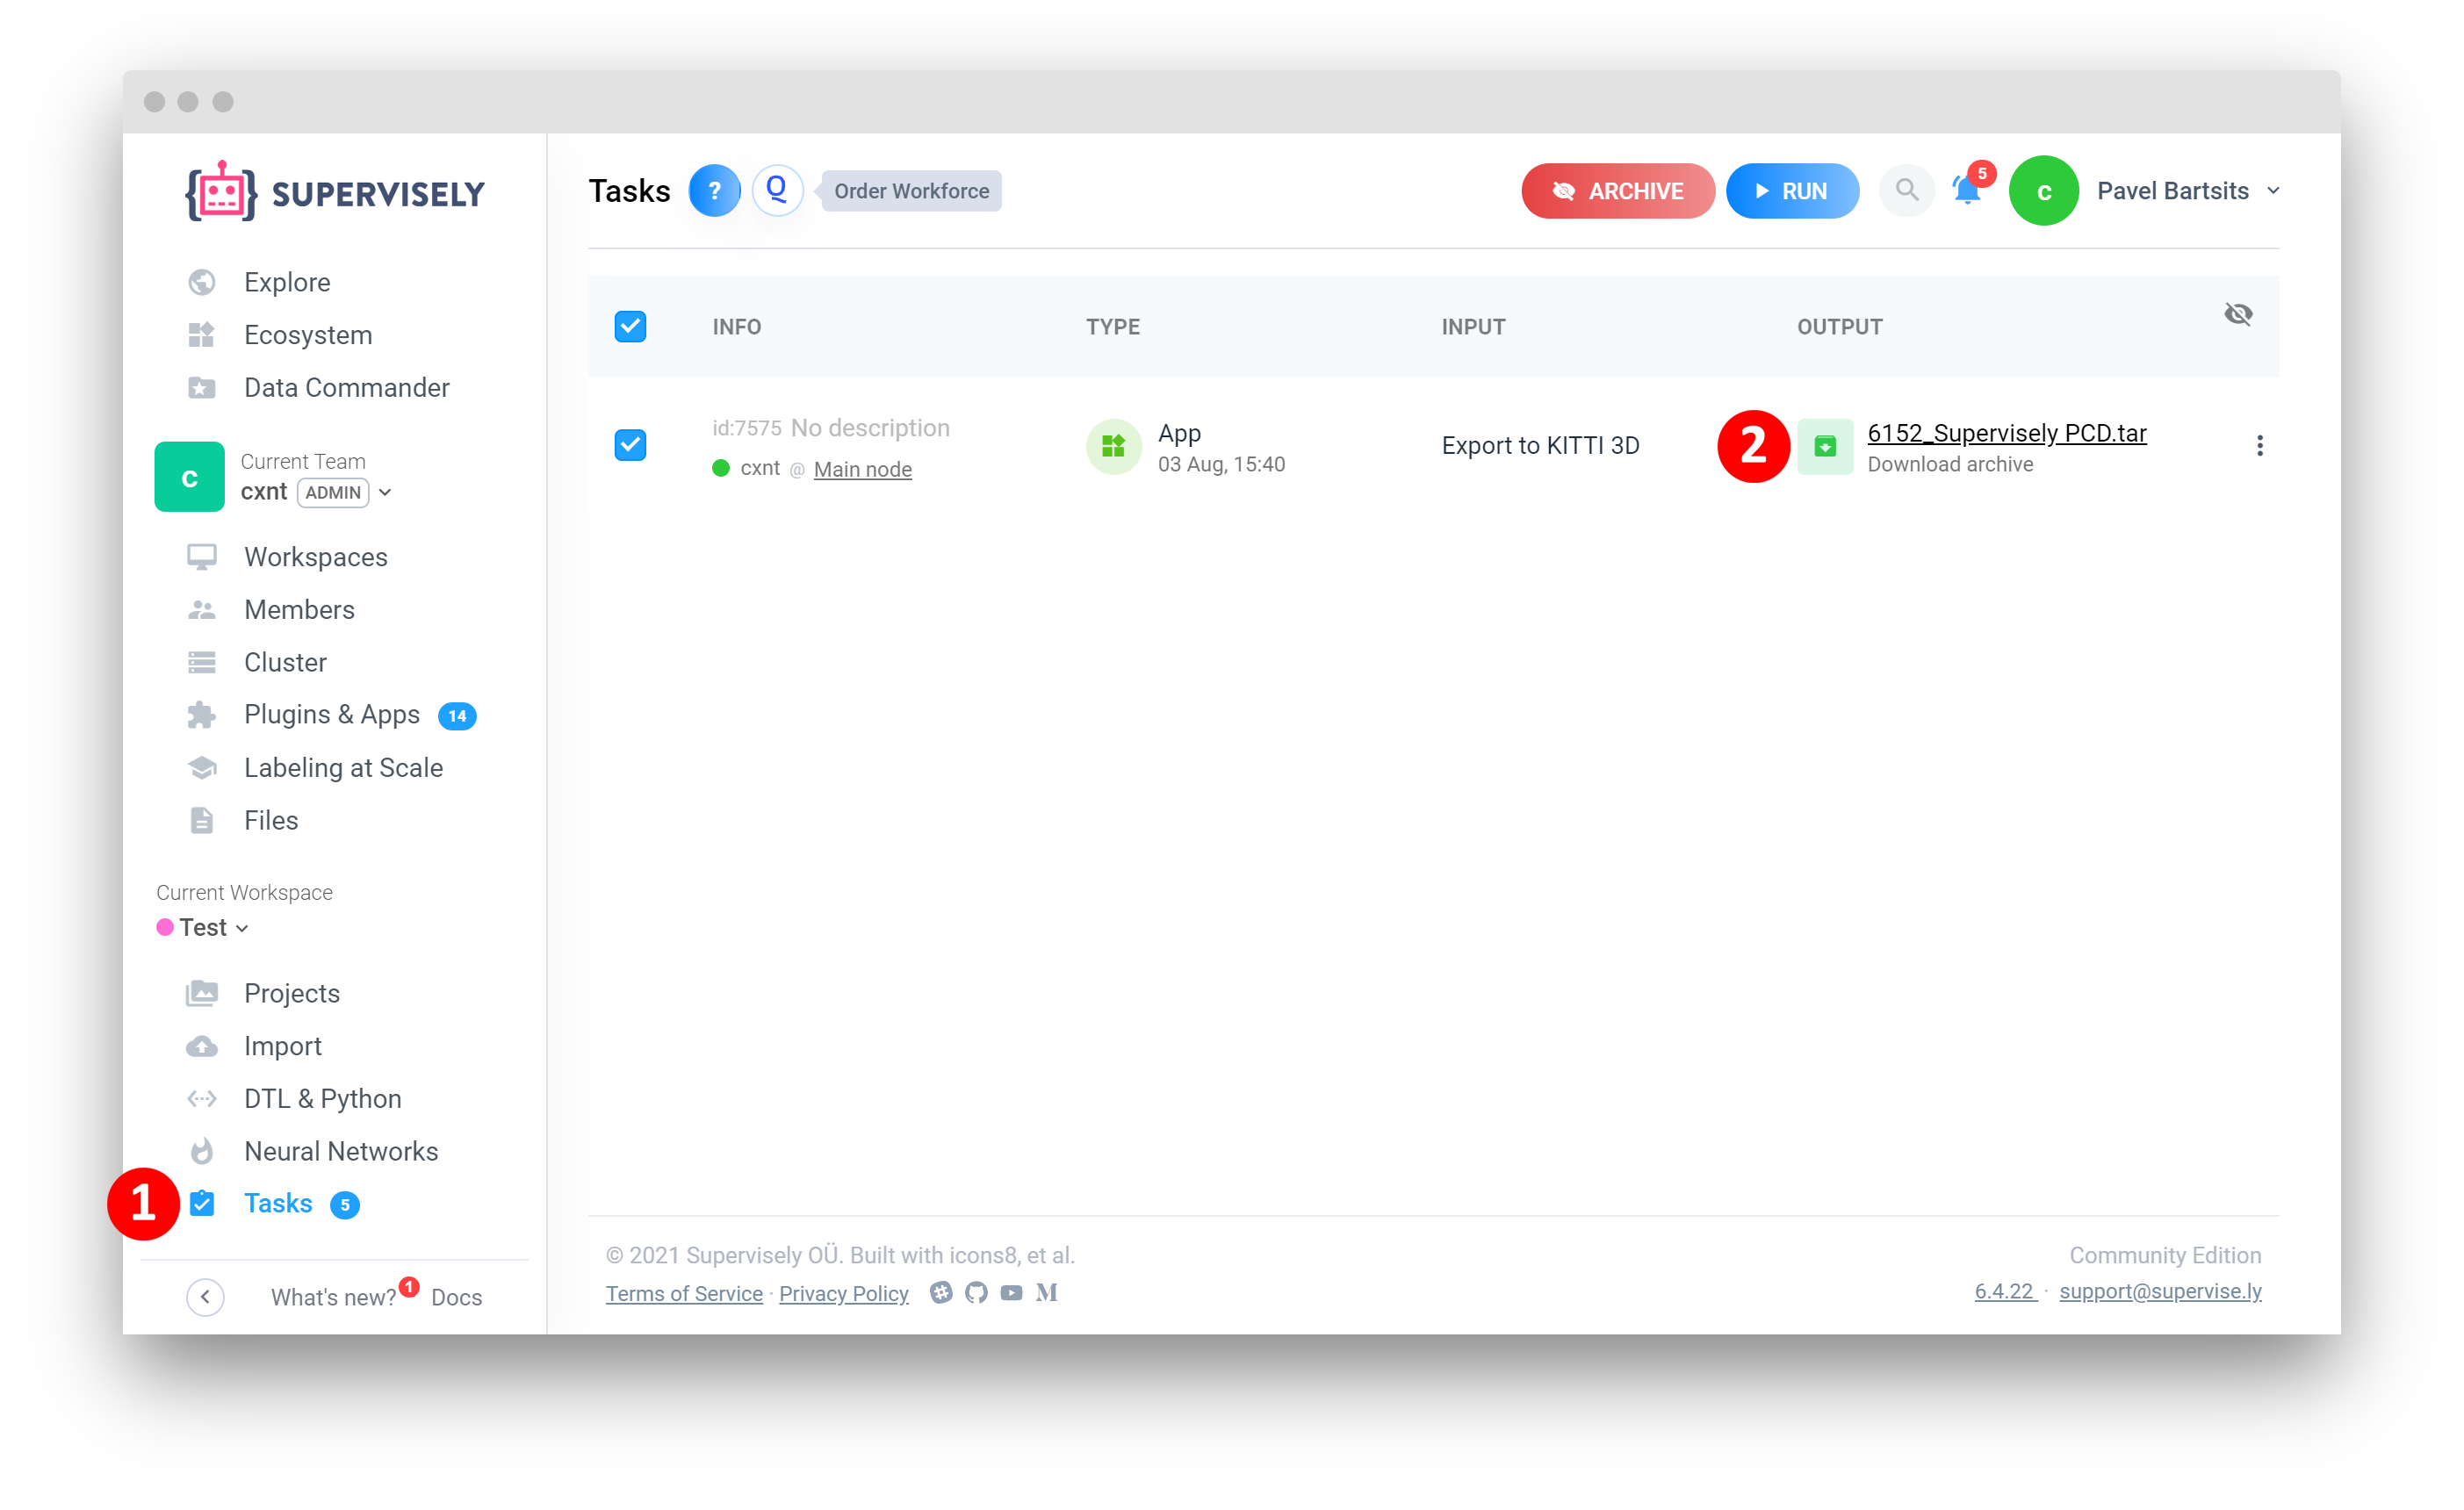 SUPERVISELY
Explore
Ecosystem
Data Commander
c
Current Team
cxnt ADMIN
Workspaces
Members
Cluster
Plugins & Apps 14
Labeling at Scale
Files
Current Workspace
Test
Projects
Import
DTL & Python
Neural Networks
1 Tasks 5
What's new? 1 Docs
Tasks ? Q Order Workforce
ARCHIVE RUN 5 c Pavel Bartsits
INFO TYPE INPUT OUTPUT
id:7575 No description
cxnt @ Main node
App
03 Aug, 15:40
Export to KITTI 3D
2 6152_Supervisely PCD.tar
Download archive
© 2021 Supervisely OÜ. Built with icons8, et al.
Terms of Service · Privacy Policy
Community Edition
6.4.22 · support@supervise.ly